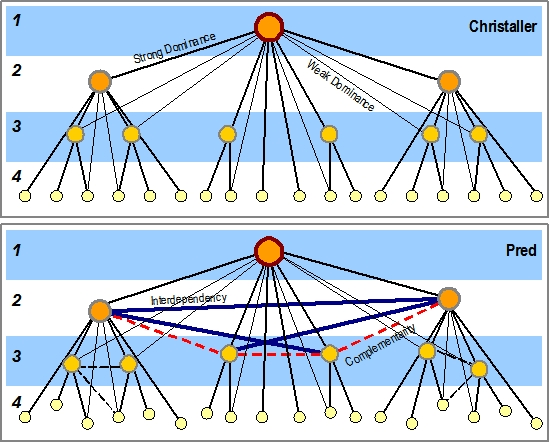 1
Christaller
Strong Dominance
2
Weak Dominance
3
4
1
Pred
2
Interdependency
Complementarity
3
4